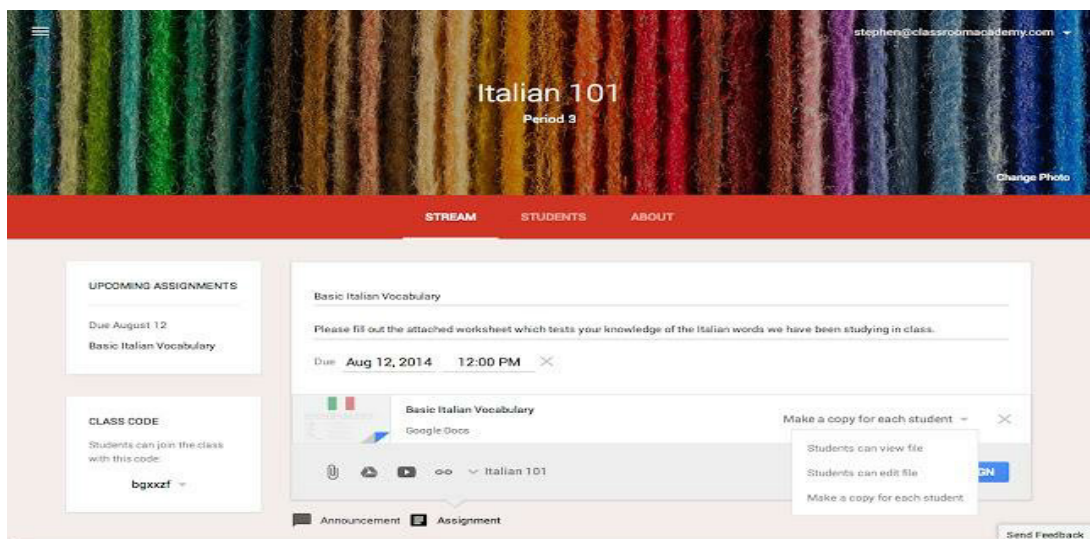 stephen@classroomacademy.com
Italian 101
Period 3
Change Photo
STREAM STUDENTS ABOUT
UPCOMING ASSIGNMENTS
Due August 12
Basic Italian Vocabulary
CLASS CODE
Students can join the class
with this code:
bgxxzf
Basic Italian Vocabulary
Please fill out the attached worksheet which tests your knowledge of the Italian words we have been studying in class.
Due Aug 12, 2014 12:00 PM
Basic Italian Vocabulary
Google Docs
Make a copy for each student
Students can view file
Students can edit file
Make a copy for each student
Italian 101
GN
Announcement Assignment
Send Feedback